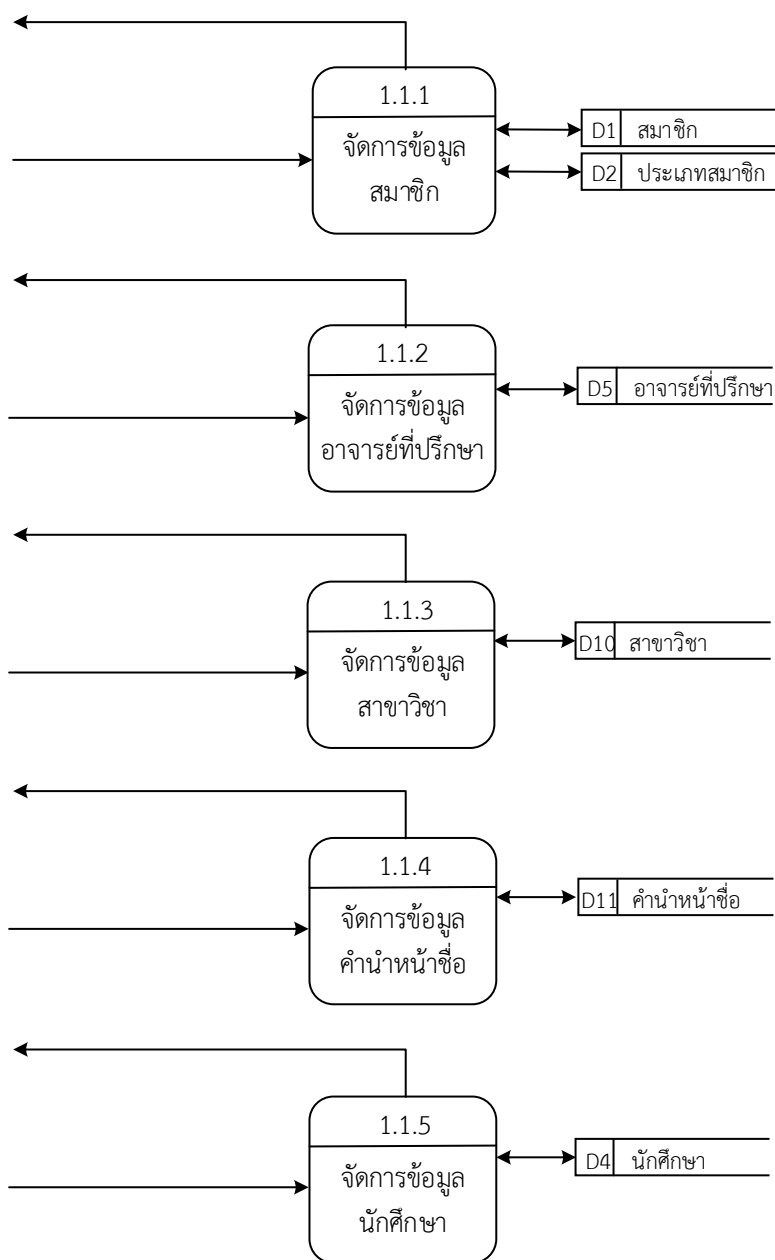 1.1.1
จัดการข้อมูล
สมาชิก
D1 สมาชิก
D2 ประเภทสมาชิก
1.1.2
จัดการข้อมูล
อาจารย์ที่ปรึกษา
D5 อาจารย์ที่ปรึกษา
1.1.3
จัดการข้อมูล
สาขาวิชา
D10 สาขาวิชา
1.1.4
จัดการข้อมูล
คำนำหน้าชื่อ
D11 คำนำหน้าชื่อ
1.1.5
จัดการข้อมูล
นักศึกษา
D4 นักศึกษา